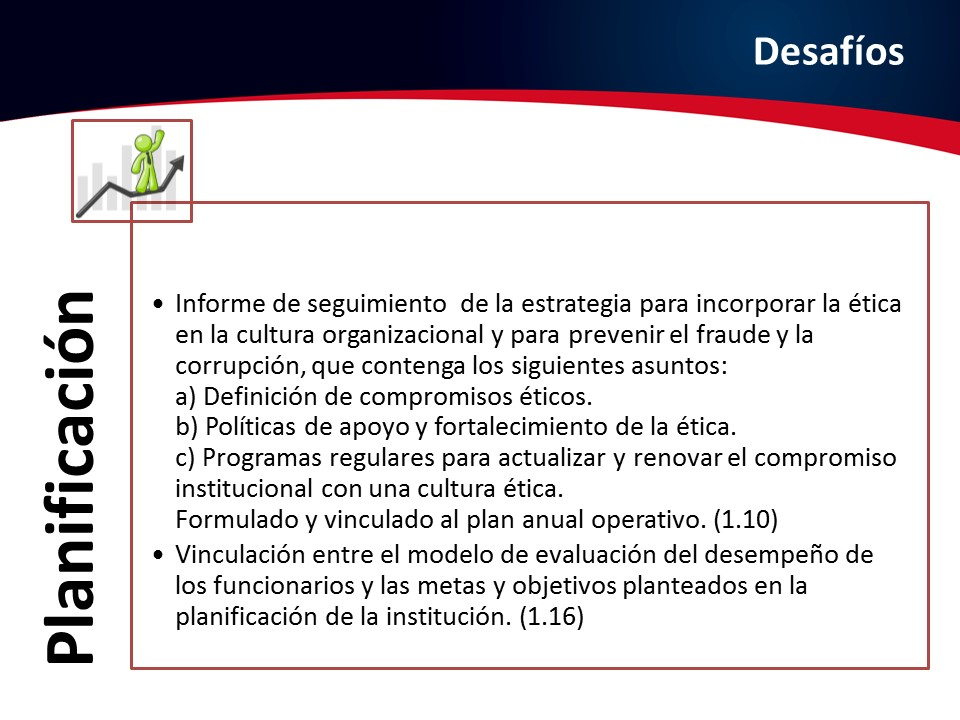 Desafíos
Planificación
• Informe de seguimiento  de la estrategia para incorporar la ética
en la cultura organizacional y para prevenir el fraude y la
corrupción, que contenga los siguientes asuntos:
a) Definición de compromisos éticos.
b) Políticas de apoyo y fortalecimiento de la ética.
c) Programas regulares para actualizar y renovar el compromiso
institucional con una cultura ética.
Formulado y vinculado al plan anual operativo. (1.10)
• Vinculación entre el modelo de evaluación del desempeño de
los funcionarios y las metas y objetivos planteados en la
planificación de la institución. (1.16)